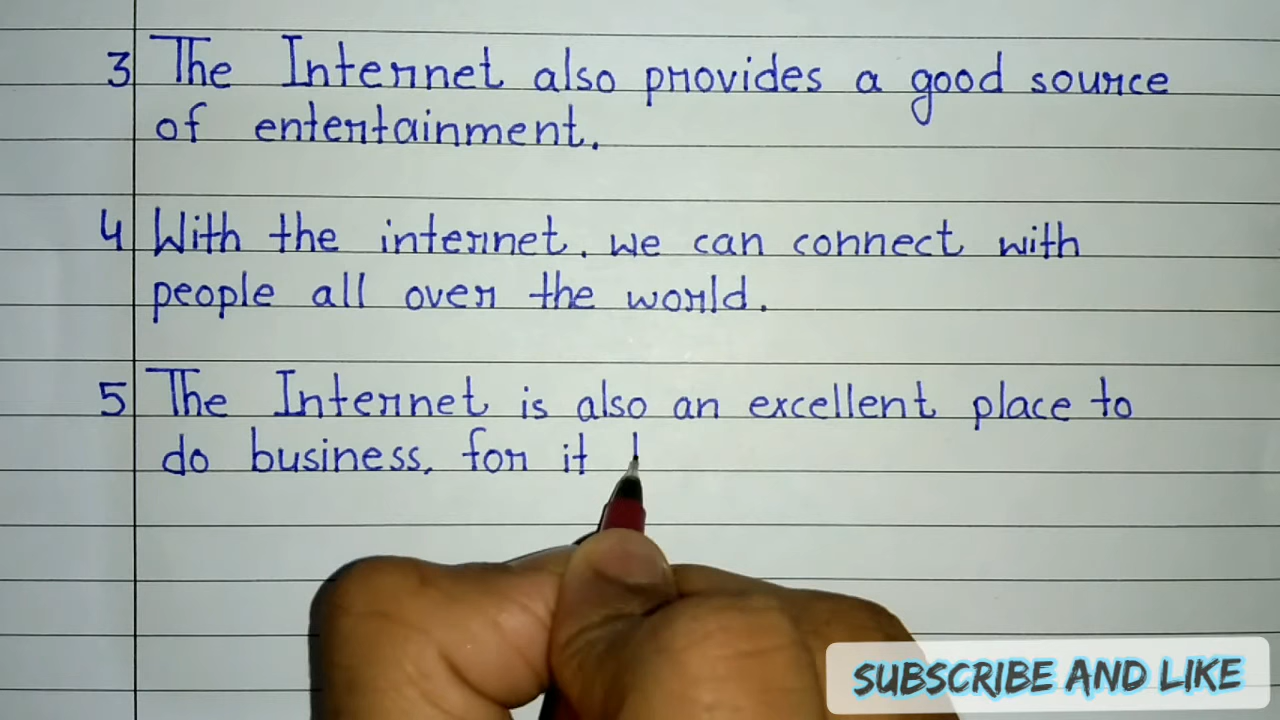 3 The Internet also provides a good source
of entertainment.
4 With the internet. we can connect with
people all over the world.
5 The Internet is also an excellent place to
do business, for it
SUBSCRIBE AND LIKE